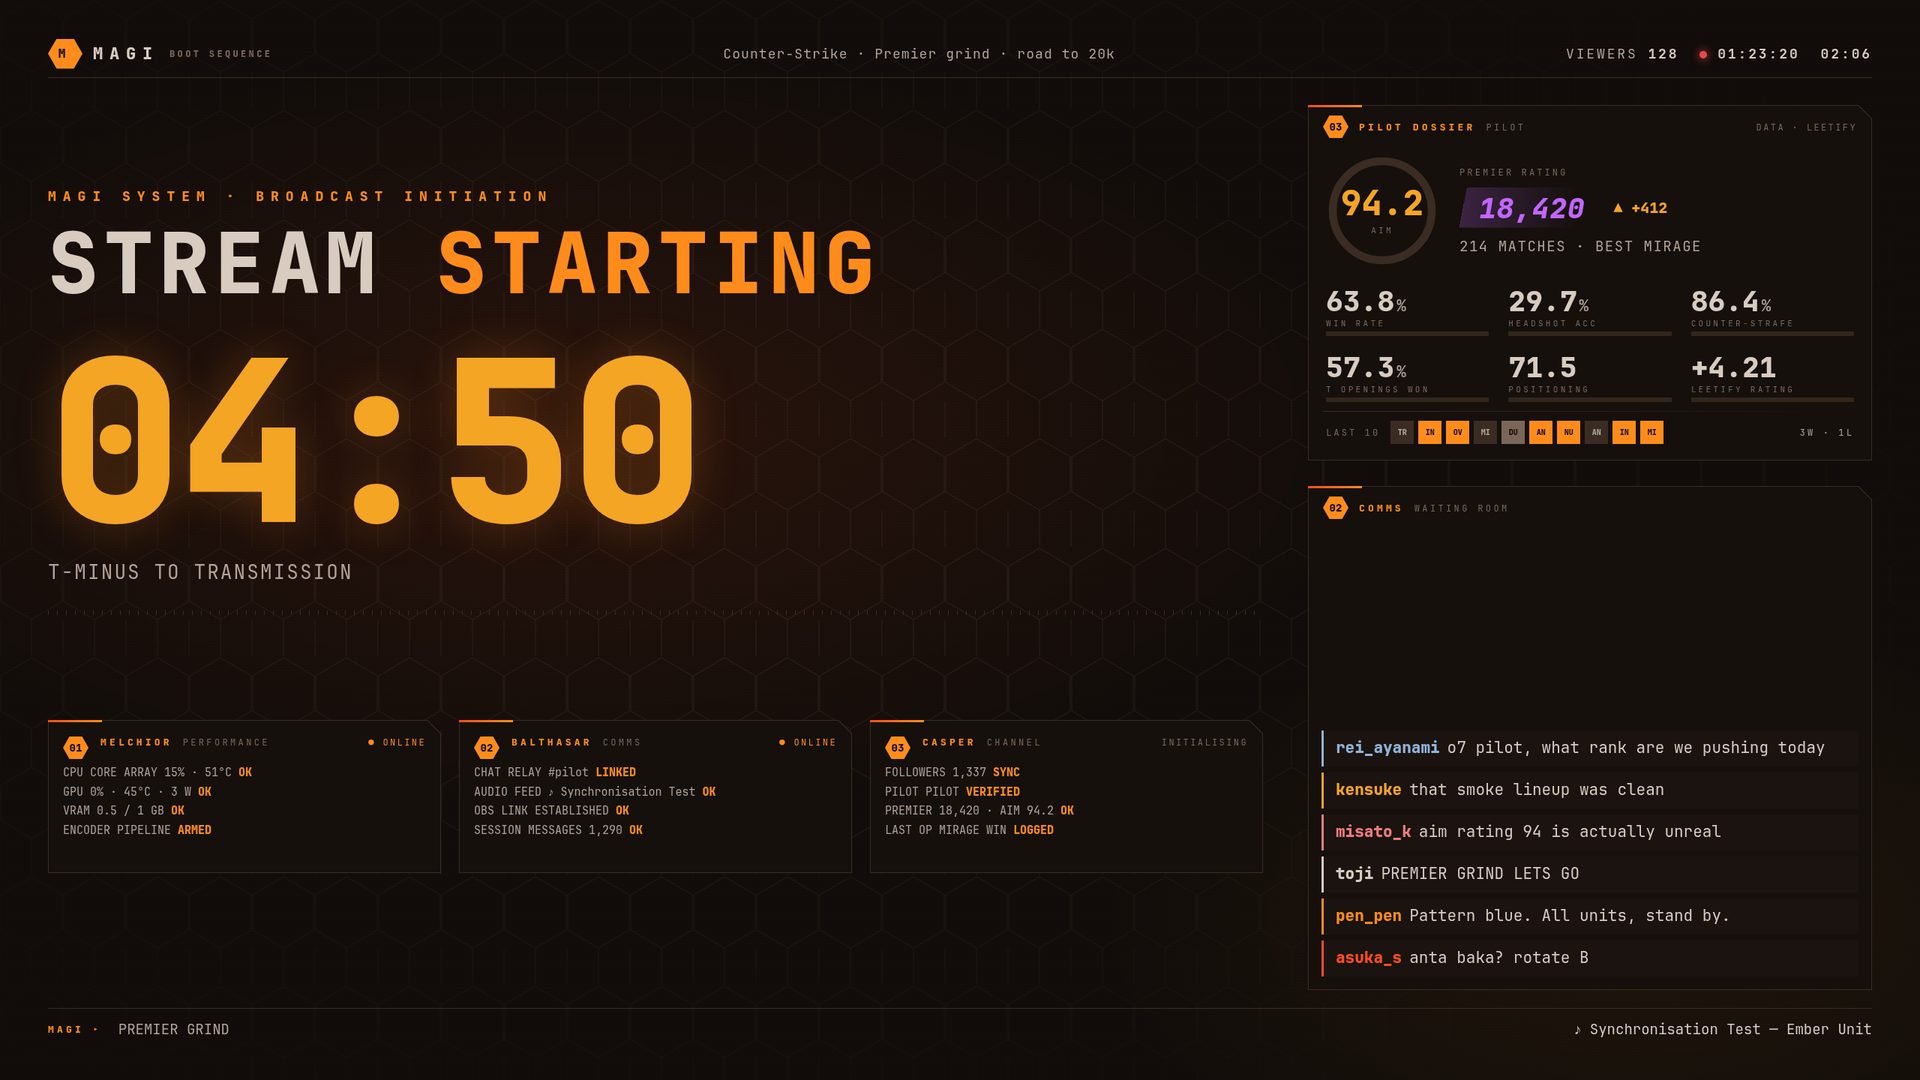 M MAGI BOOT SEQUENCE
Counter-Strike · Premier grind · road to 20k
VIEWERS 128 ● 01:23:20 02:06
MAGI SYSTEM · BROADCAST INITIATION
STREAM STARTING
04:50
T-MINUS TO TRANSMISSION
01 MELCHIOR PERFORMANCE ● ONLINE
CPU CORE ARRAY 15% · 51°C OK
GPU 0% · 45°C · 3 W OK
VRAM 0.5 / 1 GB OK
ENCODER PIPELINE ARMED
02 BALTHASAR COMMS ● ONLINE
CHAT RELAY #pilot LINKED
AUDIO FEED ♪ Synchronisation Test OK
OBS LINK ESTABLISHED OK
SESSION MESSAGES 1,290 OK
03 CASPER CHANNEL INITIALISING
FOLLOWERS 1,337 SYNC
PILOT PILOT VERIFIED
PREMIER 18,420 · AIM 94.2 OK
LAST OP MIRAGE WIN LOGGED
03 PILOT DOSSIER PILOT DATA · LEETIFY
94.2
AIM
PREMIER RATING
18,420 ▲ +412
214 MATCHES · BEST MIRAGE
63.8% 29.7% 86.4%
WIN RATE HEADSHOT ACC COUNTER-STRAFE
57.3% 71.5 +4.21
T OPENINGS WON POSITIONING LEETIFY RATING
LAST 10 TR IN OV MI DU AN NU AN IN MI 3W · 1L
02 COMMS WAITING ROOM
rei_ayanami o7 pilot, what rank are we pushing today
kensuke that smoke lineup was clean
misato_k aim rating 94 is actually unreal
toji PREMIER GRIND LETS GO
pen_pen Pattern blue. All units, stand by.
asuka_s anta baka? rotate B
MAGI ▸ PREMIER GRIND
♪ Synchronisation Test — Ember Unit